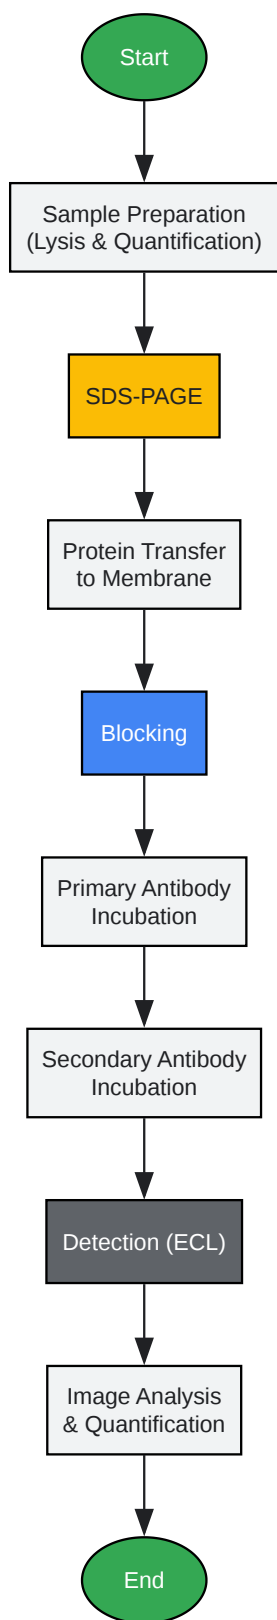 Start
Sample Preparation
(Lysis & Quantification)
SDS-PAGE
Protein Transfer
to Membrane
Blocking
Primary Antibody
Incubation
Secondary Antibody
Incubation
Detection (ECL)
Image Analysis
& Quantification
End